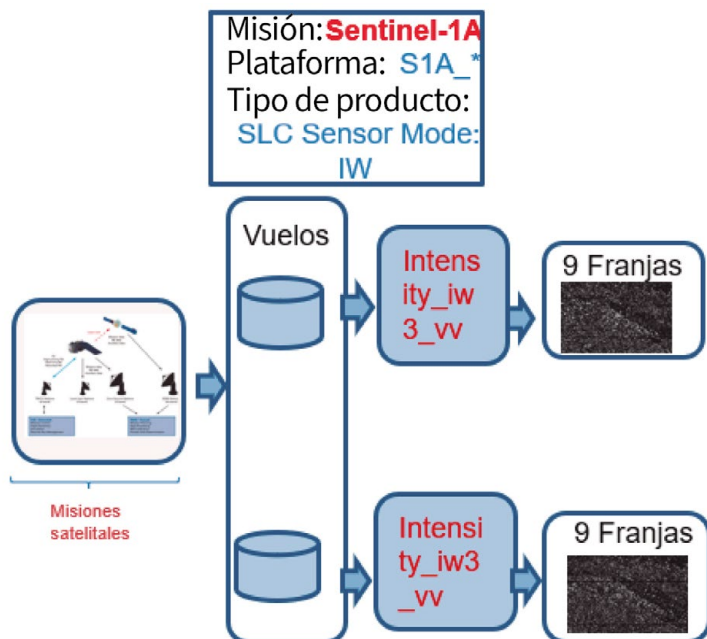 Misión:Sentinel-1A
Plataforma: S1A_*
Tipo de producto:
SLC Sensor Mode:
IW
Vuelos
Intens
ity_iw
3_vv
9 Franjas
Misiones
satelitales
Intensi
ty_iw3
_vv
9 Franjas